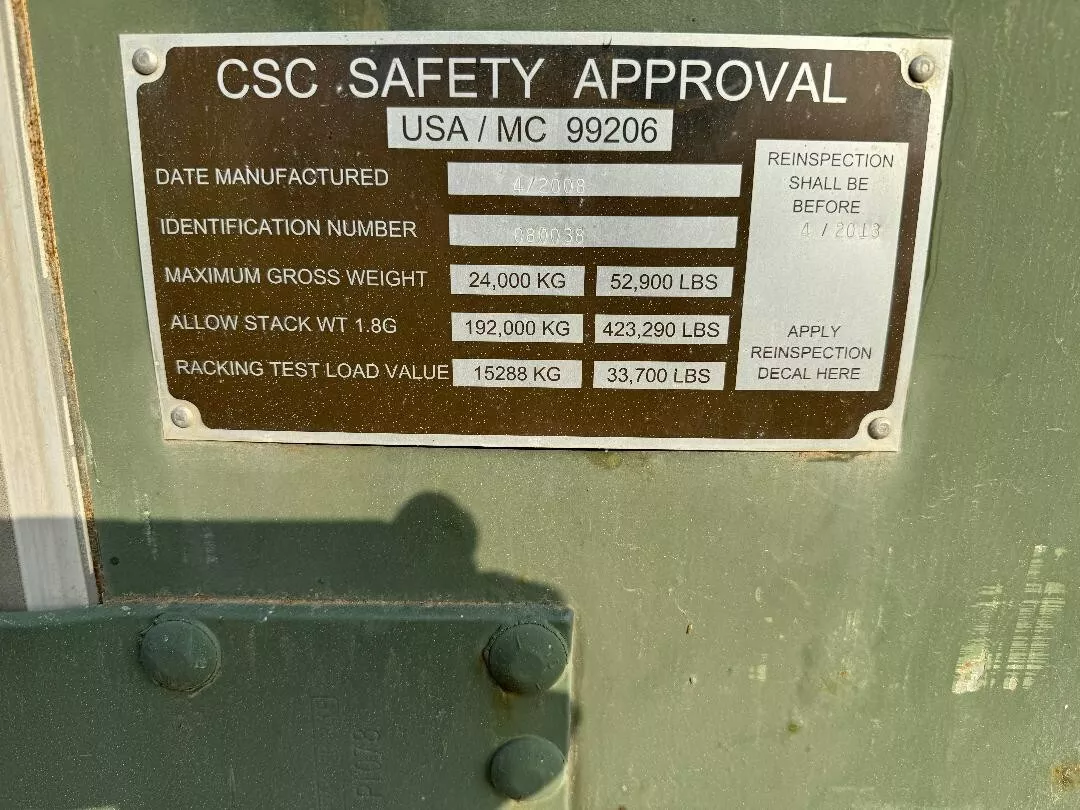 CSC SAFETY APPROVAL
USA / MC 99206
DATE MANUFACTURED 4/2008
IDENTIFICATION NUMBER 080038
MAXIMUM GROSS WEIGHT 24,000 KG 52,900 LBS
ALLOW STACK WT 1.8G 192,000 KG 423,290 LBS
RACKING TEST LOAD VALUE 15288 KG 33,700 LBS
REINSPECTION
SHALL BE
BEFORE
4 / 2013
APPLY
REINSPECTION
DECAL HERE